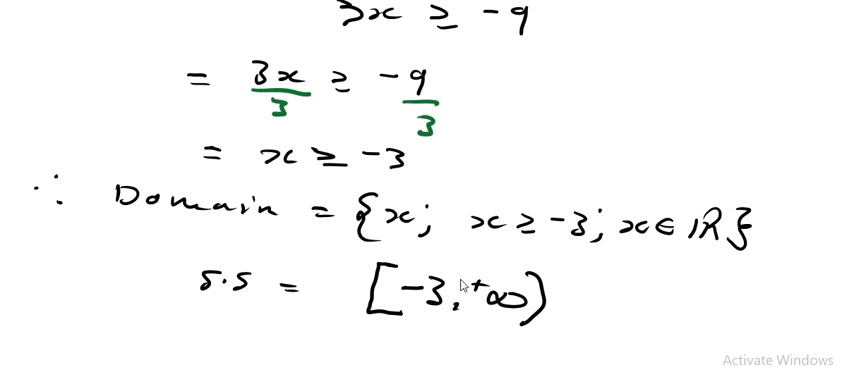 3x ≥ -9
= 3x/3 ≥ -9/3
= x ≥ -3
∴ Domain = {x; x ≥ -3; x ∈ ℝ}
S.S = [-3, +∞)
Activate Windows